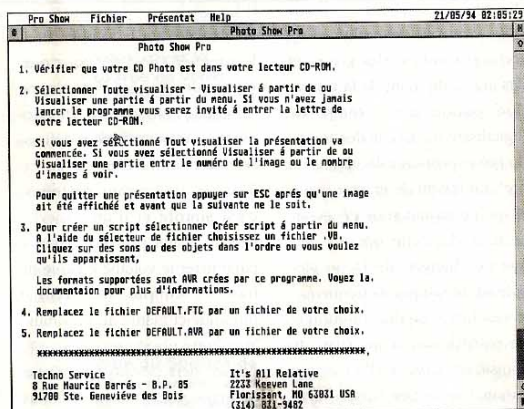 Pro Show Fichier Présentat Help 21/05/94 02:05:29
Photo Show Pro
Photo Show Pro
1. Vérifier que votre CD Photo est dans votre lecteur CD-ROM.
2. Sélectionner Toute visualiser - Visualiser á partir de ou
Visualiser une partie á partir du menu. Si vous n'avez jamais
lancer le programme vous serez invité á entrer la lettre de
votre lecteur CD-ROM.
Si vous avez sélectionné Tout visualiser la présentation va
commencée. Si vous avez sélectionné Visualiser á partir de ou
Visualiser une partie entrz le numéro de l'image ou le nombre
d'images á voir.
Pour quitter une présentation appuyer sur ESC aprés qu'une image
ait été afficheé et avant que la suivante ne le soit.
3. Pour créer un script sélectionner Créer script á partir du menu.
A l'aide du sélecteur de fichier choisissez un fichier .VB.
Cliquez sur des sons ou des objets dans l'ordre ou vous voulez
qu'ils apparaissent,
Les formats supportées sont AVR crées par ce programme. Voyez la.
documentaion pour plus d'informations.
4. Remplacez le fichier DEFAULT.FTC par un fichier de votre choix.
5. Remplacez le fichier DEFAULT.AVR par un fichier de votre choix.
Techno Service It's All Relative
8 Rue Maurice Barrés - B.P. 85 2233 Keeven Lane
91700 Ste. Geneviéve des Bois Florissant, MO 63031 USA
(314) 831-9482